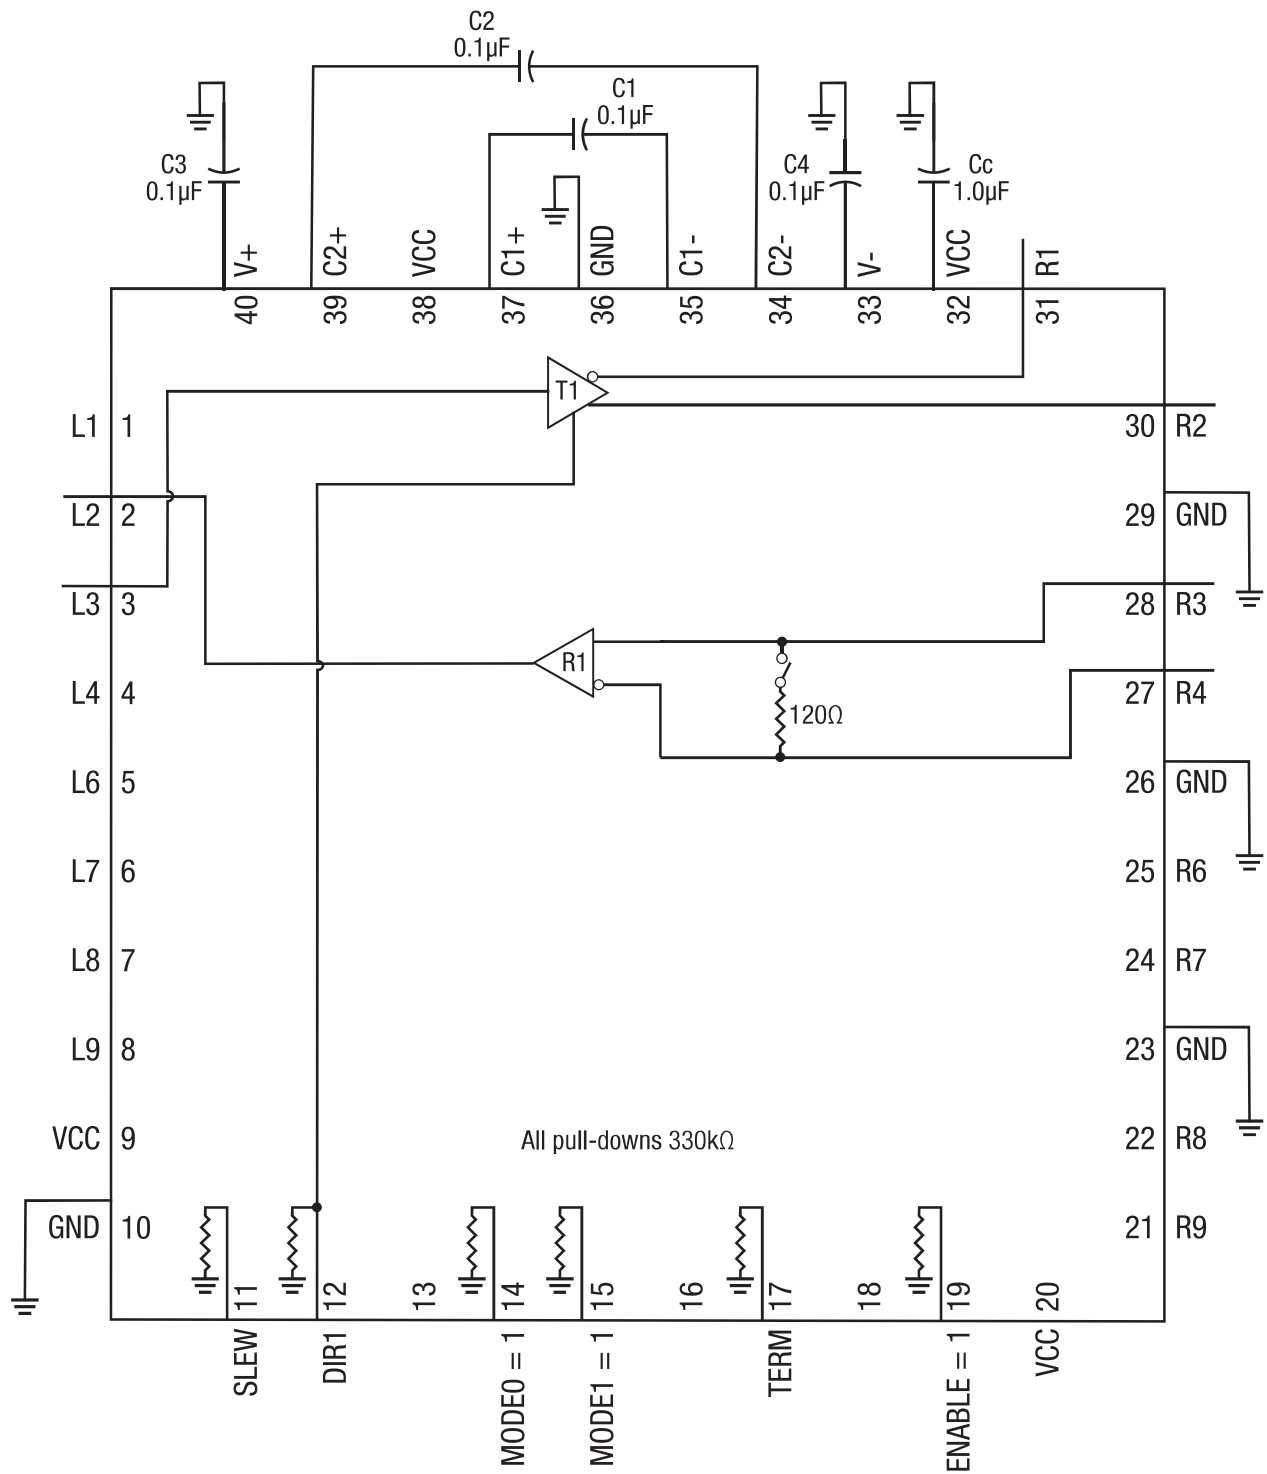 C2
0.1µF
C1
0.1µF
C3
0.1µF
C4
0.1µF
Cc
1.0µF
V+
C2+
VCC
C1+
GND
C1-
C2-
V-
VCC
R1
40
39
38
37
36
35
34
33
32
31
T1
L1 1
30 R2
L2 2
29 GND
L3 3
28 R3
R1
L4 4
27 R4
120Ω
L6 5
26 GND
L7 6
25 R6
L8 7
24 R7
L9 8
23 GND
VCC 9
All pull-downs 330kΩ
22 R8
GND 10
21 R9
11
12
13
14
15
16
17
18
19
20
SLEW
DIR1
MODE0 = 1
MODE1 = 1
TERM
ENABLE = 1
VCC